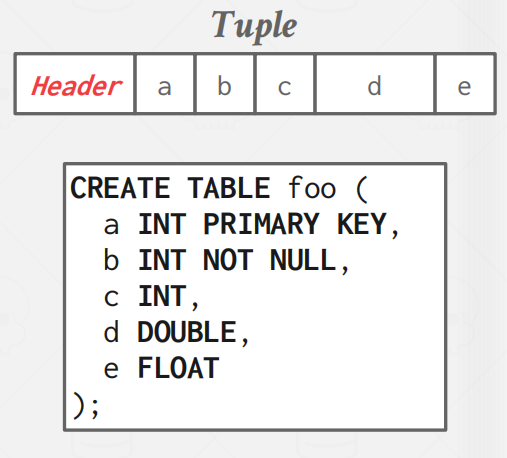 Tuple
Header a b c d e
CREATE TABLE foo (
  a INT PRIMARY KEY,
  b INT NOT NULL,
  c INT,
  d DOUBLE,
  e FLOAT
);